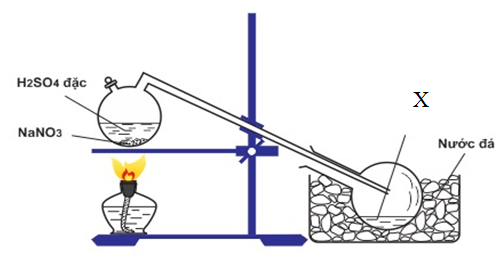 H2SO4 đặc
NaNO3
X
Nước đá